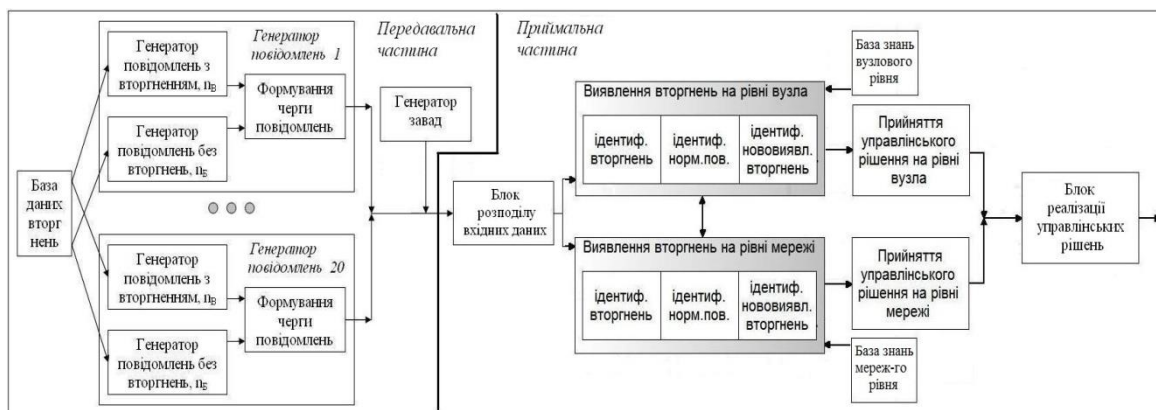 Генератор
повідомлень 1
Генератор
повідомлень з
вторгненням, nВ
Генератор
повідомлень без
вторгнень, nБ
Формування
черги
повідомлень
Передавальна
частина
Приймальна
частина
Генератор
завад
База
даних
вторг
нень
Генератор
повідомлень 20
Генератор
повідомлень з
вторгненням, nВ
Генератор
повідомлень без
вторгнень, nБ
Формування
черги
повідомлень
Блок
розподілу
вхідних даних
База знань
вузлового
рівня
Виявлення вторгнень на рівні вузла
ідентиф.
вторгнень
ідентиф.
норм.пов.
ідентиф.
нововиявл.
вторгнень
Прийняття
управлінського
рішення на рівні
вузла
Виявлення вторгнень на рівні мережі
ідентиф.
вторгнень
ідентиф.
норм.пов.
ідентиф.
нововиявл.
вторгнень
Прийняття
управлінського
рішення на рівні
мережі
База знань
мереж-го
рівня
Блок
реалізації
управлінських
рішень